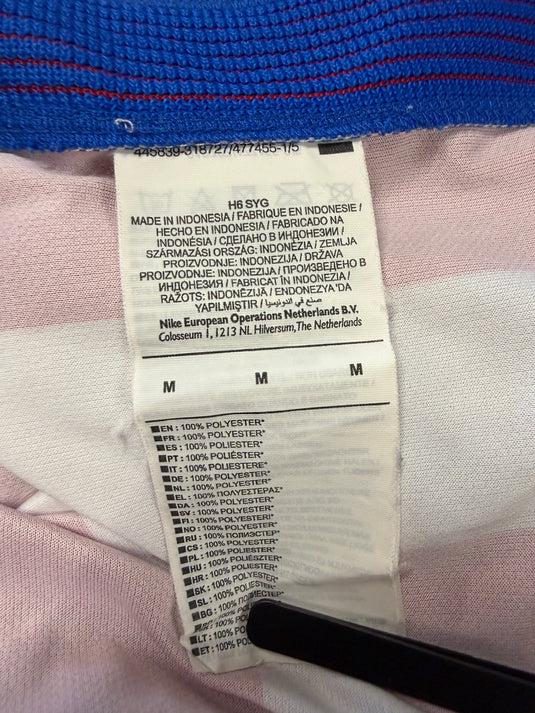 445839-318727/477455-1/5
H6 SYG
MADE IN INDONESIA / FABRIQUE EN INDONESIE /
HECHO EN INDONESIA / FABRICADO NA
INDONÉSIA / СДЕЛАНО В ИНДОНЕЗИИ /
SZÁRMAZÁSI ORSZÁG: INDONÉZIA / ZEMLJA
PROIZVODNJE: INDONEZIJA / DRŽAVA
PROIZVODNJE: INDONEZIJA / ПРОИЗВЕДЕНО В
ИНДОНЕЗИЯ / FABRICAT ÎN INDONEZIA /
RAŽOTS: INDONĒZIJĀ / ENDONEZYA'DA
YAPILMIŞTIR / صنع في اندونيسيا
Nike European Operations Netherlands B.V.
Colosseum 1, 1213 NL Hilversum, The Netherlands
M M M
EN : 100% POLYESTER*
FR : 100% POLYESTER*
ES : 100% POLIESTER*
PT : 100% POLIÉSTER*
IT : 100% POLIESTERE*
DE : 100% POLYESTER*
NL : 100% POLYESTER*
EL : 100% ΠΟΛΥΕΣΤΕΡΑΣ*
DA : 100% POLYESTER*
SV : 100% POLYESTER*
FI : 100% POLYESTERI*
NO : 100% POLYESTER*
RU : 100% ПОЛИЭСТЕР*
CS : 100% POLYESTER*
PL : 100% POLIESTER*
HU : 100% POLIÉSZTER*
HR : 100% POLIESTER*
SK : 100% POLYESTER*
SL : 100% POLIESTER*
BG : 100% ПОЛИЕСТЕР*
LT : 100%
ET : 100%